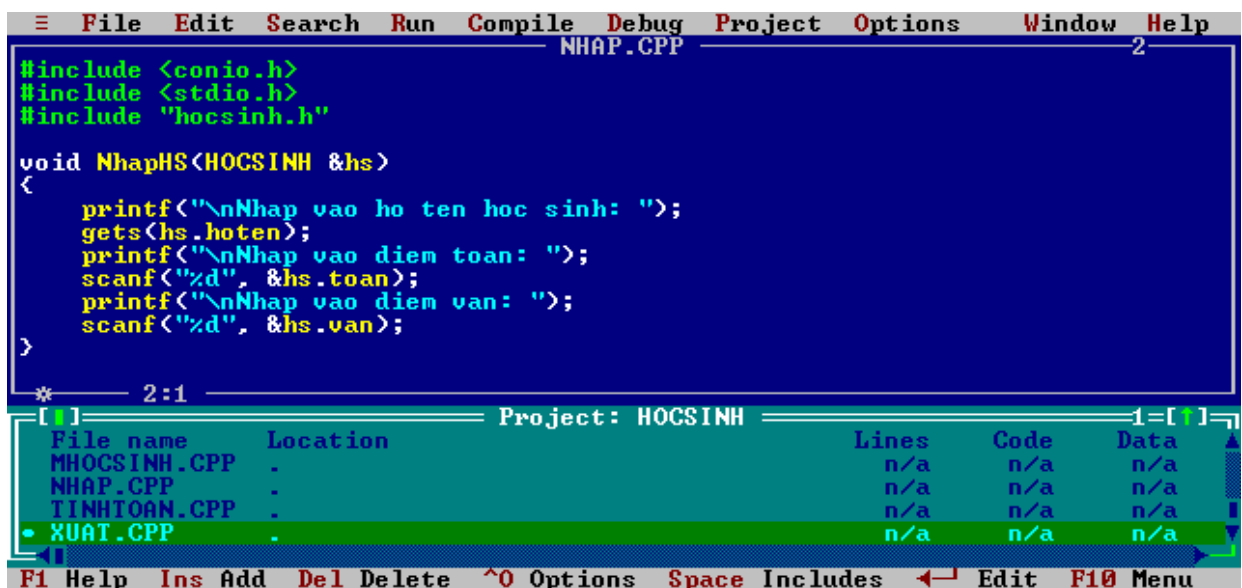 ≡ File Edit Search Run Compile Debug Project Options Window Help
NHAP.CPP 2
#include <conio.h>
#include <stdio.h>
#include "hocsinh.h"
void NhapHS(HOCSINH &hs)
{
printf("\nNhap vao ho ten hoc sinh: ");
gets(hs.hoten);
printf("\nNhap vao diem toan: ");
scanf("%d", &hs.toan);
printf("\nNhap vao diem van: ");
scanf("%d", &hs.van);
}
2:1
[■] Project: HOCSINH 1=[↑]
File name Location Lines Code Data
MHOCSINH.CPP . n/a n/a n/a
NHAP.CPP . n/a n/a n/a
TINHTOAN.CPP . n/a n/a n/a
• XUAT.CPP . n/a n/a n/a
F1 Help Ins Add Del Delete ^O Options Space Includes ◄┘ Edit F10 Menu